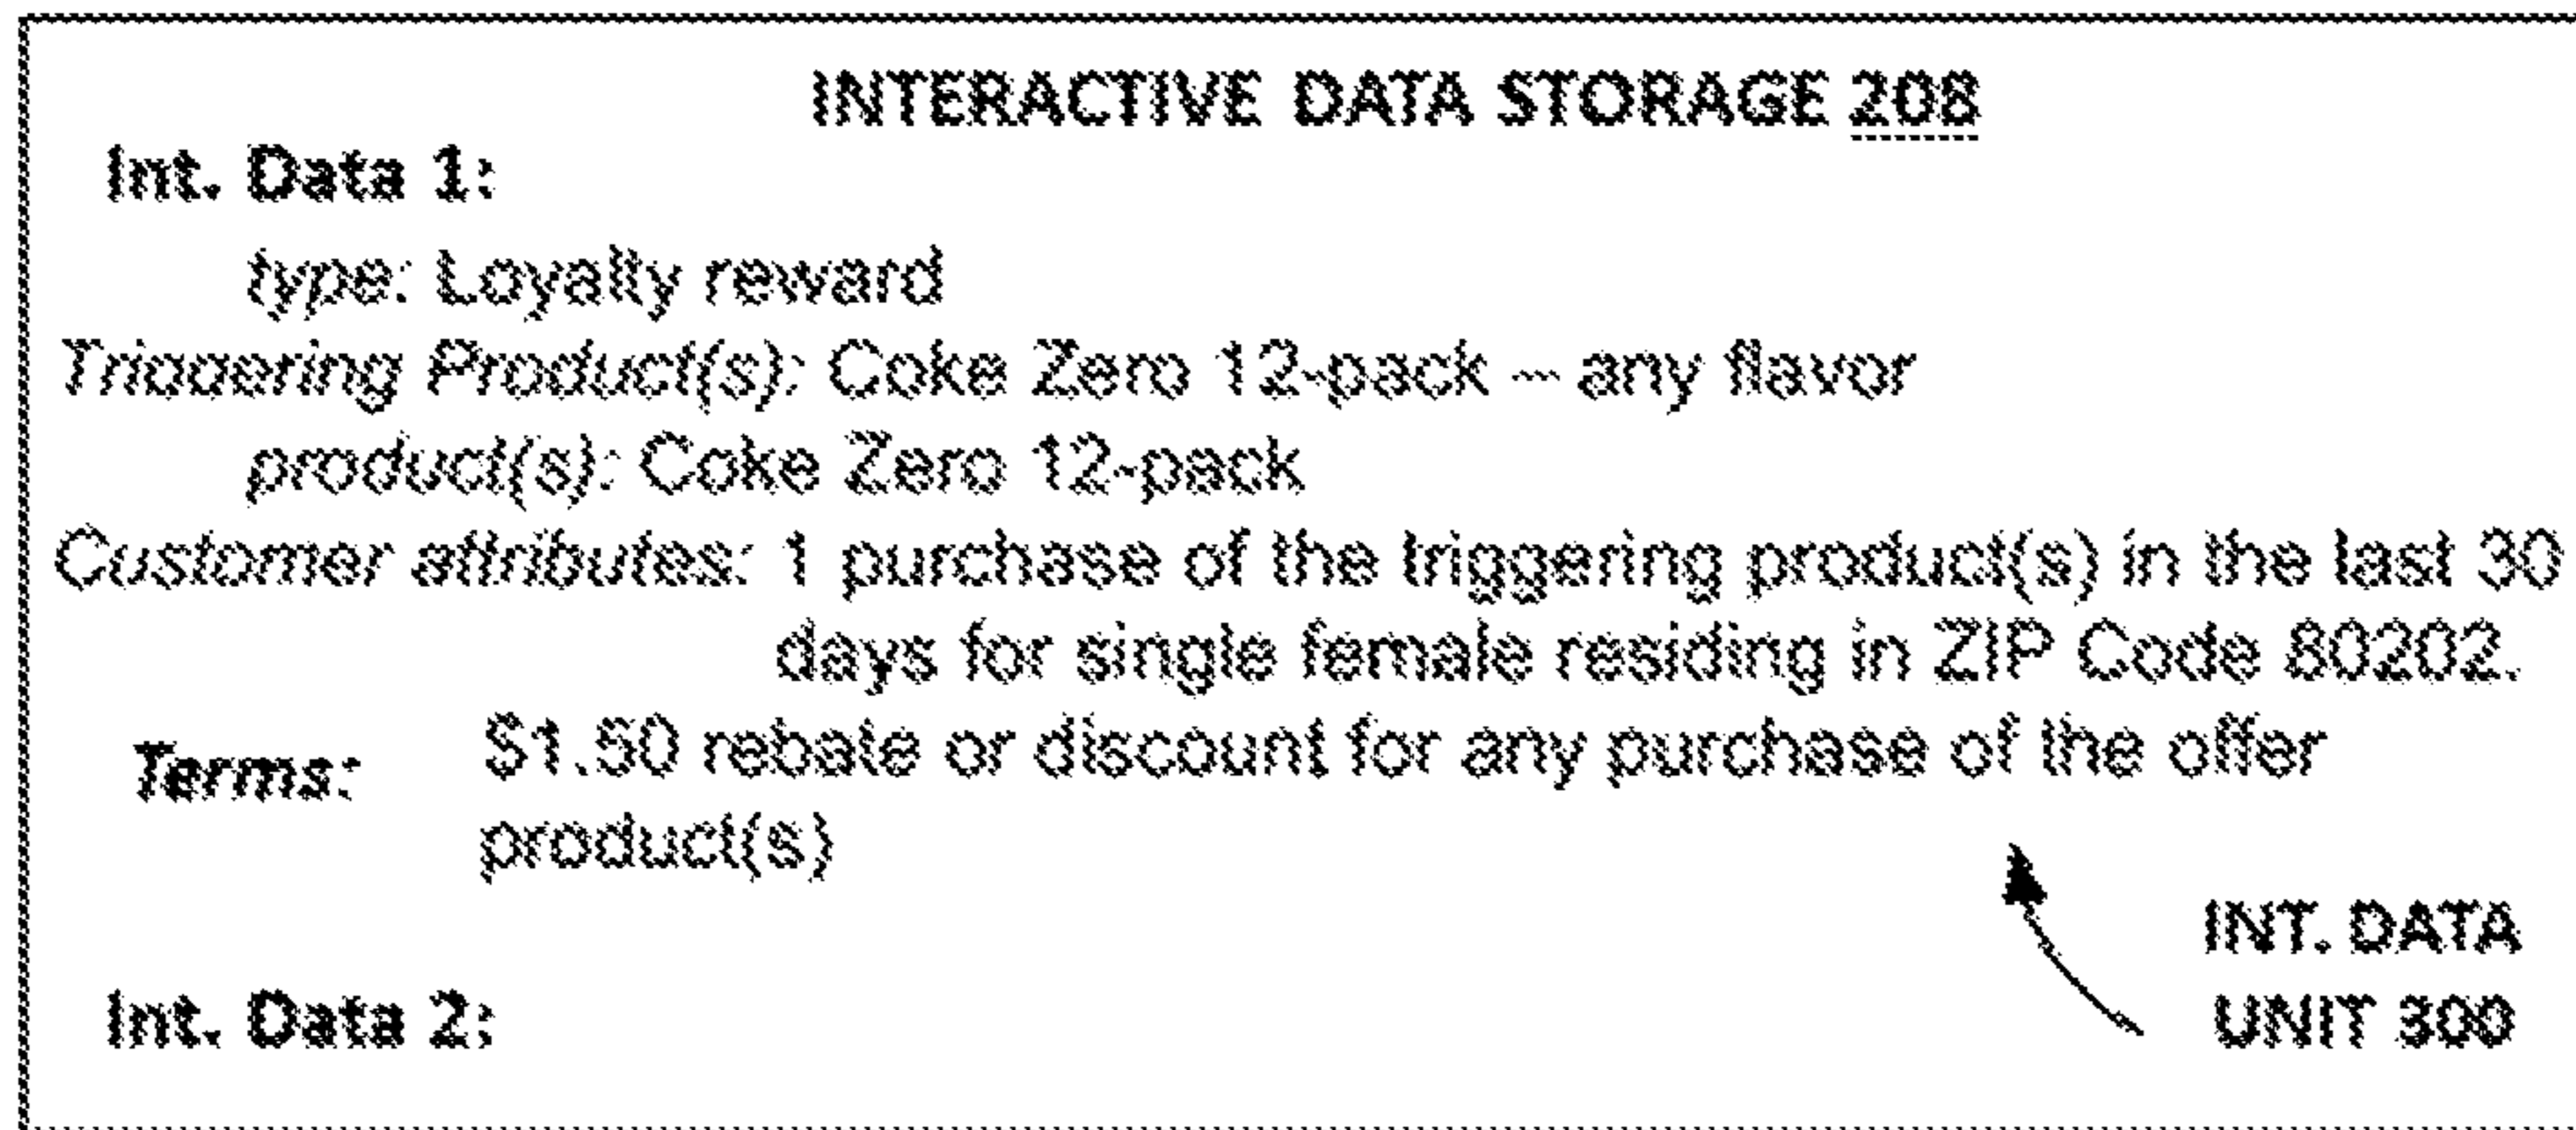 INTERACTIVE DATA STORAGE 208
Int. Data 1:
type: Loyalty reward
Triggering Product(s): Coke Zero 12-pack – any flavor
product(s): Coke Zero 12-pack
Customer attributes: 1 purchase of the triggering product(s) in the last 30
days for single female residing in ZIP Code 80202.
Terms: $1.50 rebate or discount for any purchase of the offer
product(s)
INT. DATA
UNIT 300
Int. Data 2: